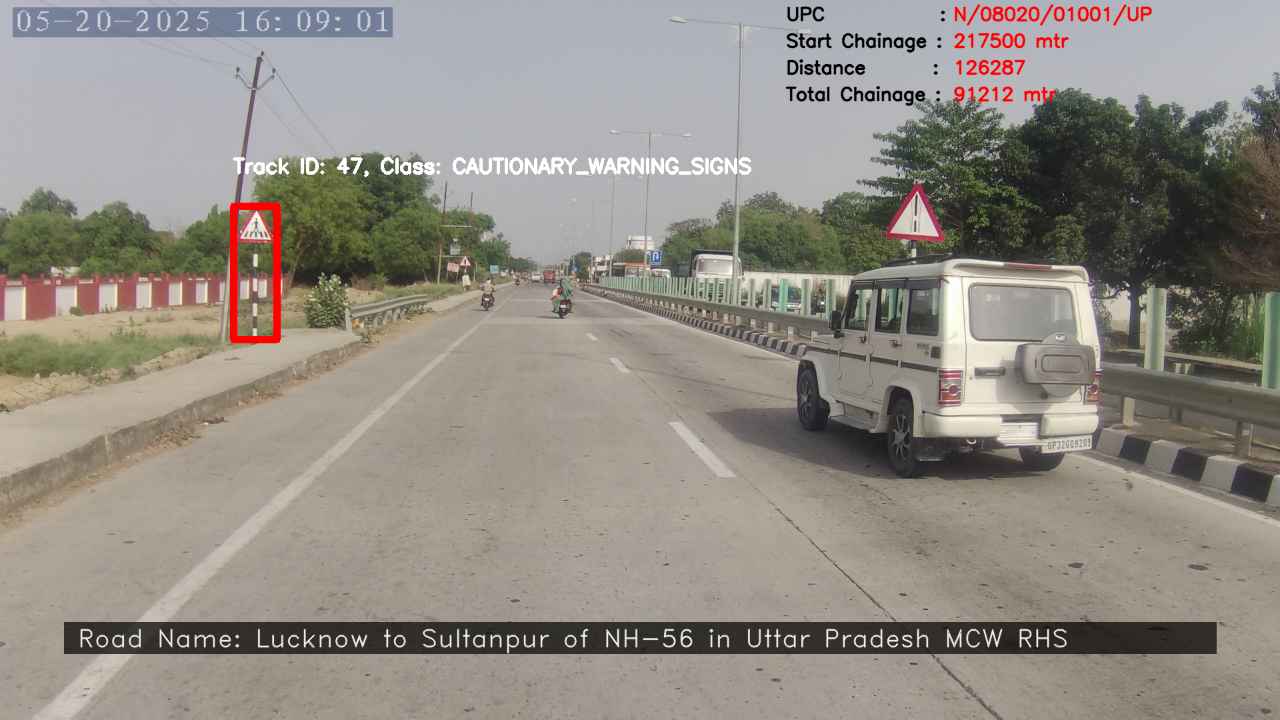 05-20-2025 16:09:01
UPC : N/08020/01001/UP
Start Chainage : 217500 mtr
Distance : 126287
Total Chainage : 91212 mtr
Track ID: 47, Class: CAUTIONARY_WARNING_SIGNS
P
Road Name: Lucknow to Sultanpur of NH-56 in Uttar Pradesh MCW RHS